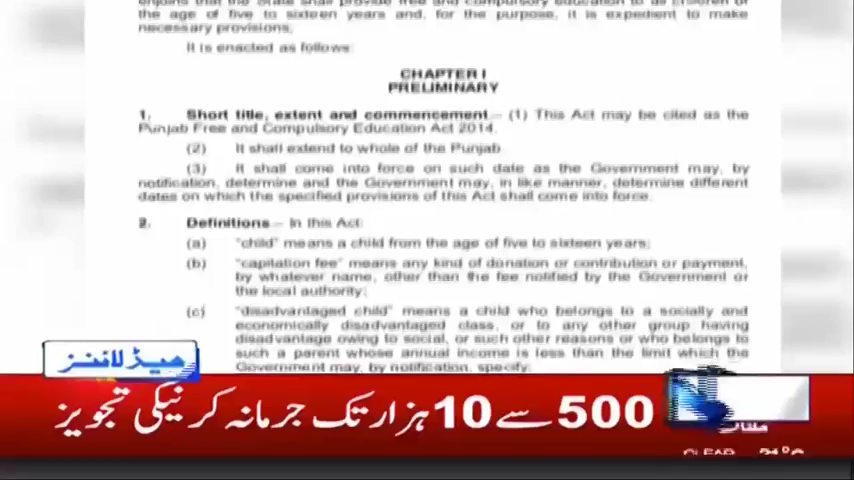 enjoins that the State shall provide free and compulsory education to all children of
the age of five to sixteen years and, for the purpose, it is expedient to make
necessary provisions;
It is enacted as follows:
CHAPTER I
PRELIMINARY
1. Short title, extent and commencement.– (1) This Act may be cited as the
Punjab Free and Compulsory Education Act 2014.
(2) It shall extend to whole of the Punjab.
(3) It shall come into force on such date as the Government may, by
notification, determine and the Government may, in like manner, determine different
dates on which the specified provisions of this Act shall come into force.
2. Definitions.– In this Act:
(a) "child" means a child from the age of five to sixteen years;
(b) "capitation fee" means any kind of donation or contribution or payment,
by whatever name, other than the fee notified by the Government or
the local authority;
(c) "disadvantaged child" means a child who belongs to a socially and
economically disadvantaged class, or to any other group having
disadvantage owing to social, or such other reasons or who belongs to
such a parent whose annual income is less than the limit which the
Government may, by notification, specify;
ہیڈلائنز
500 سے 10 ہزار تک جرمانہ کرنیکی تجویز
ملتان
CLEAR 21°C